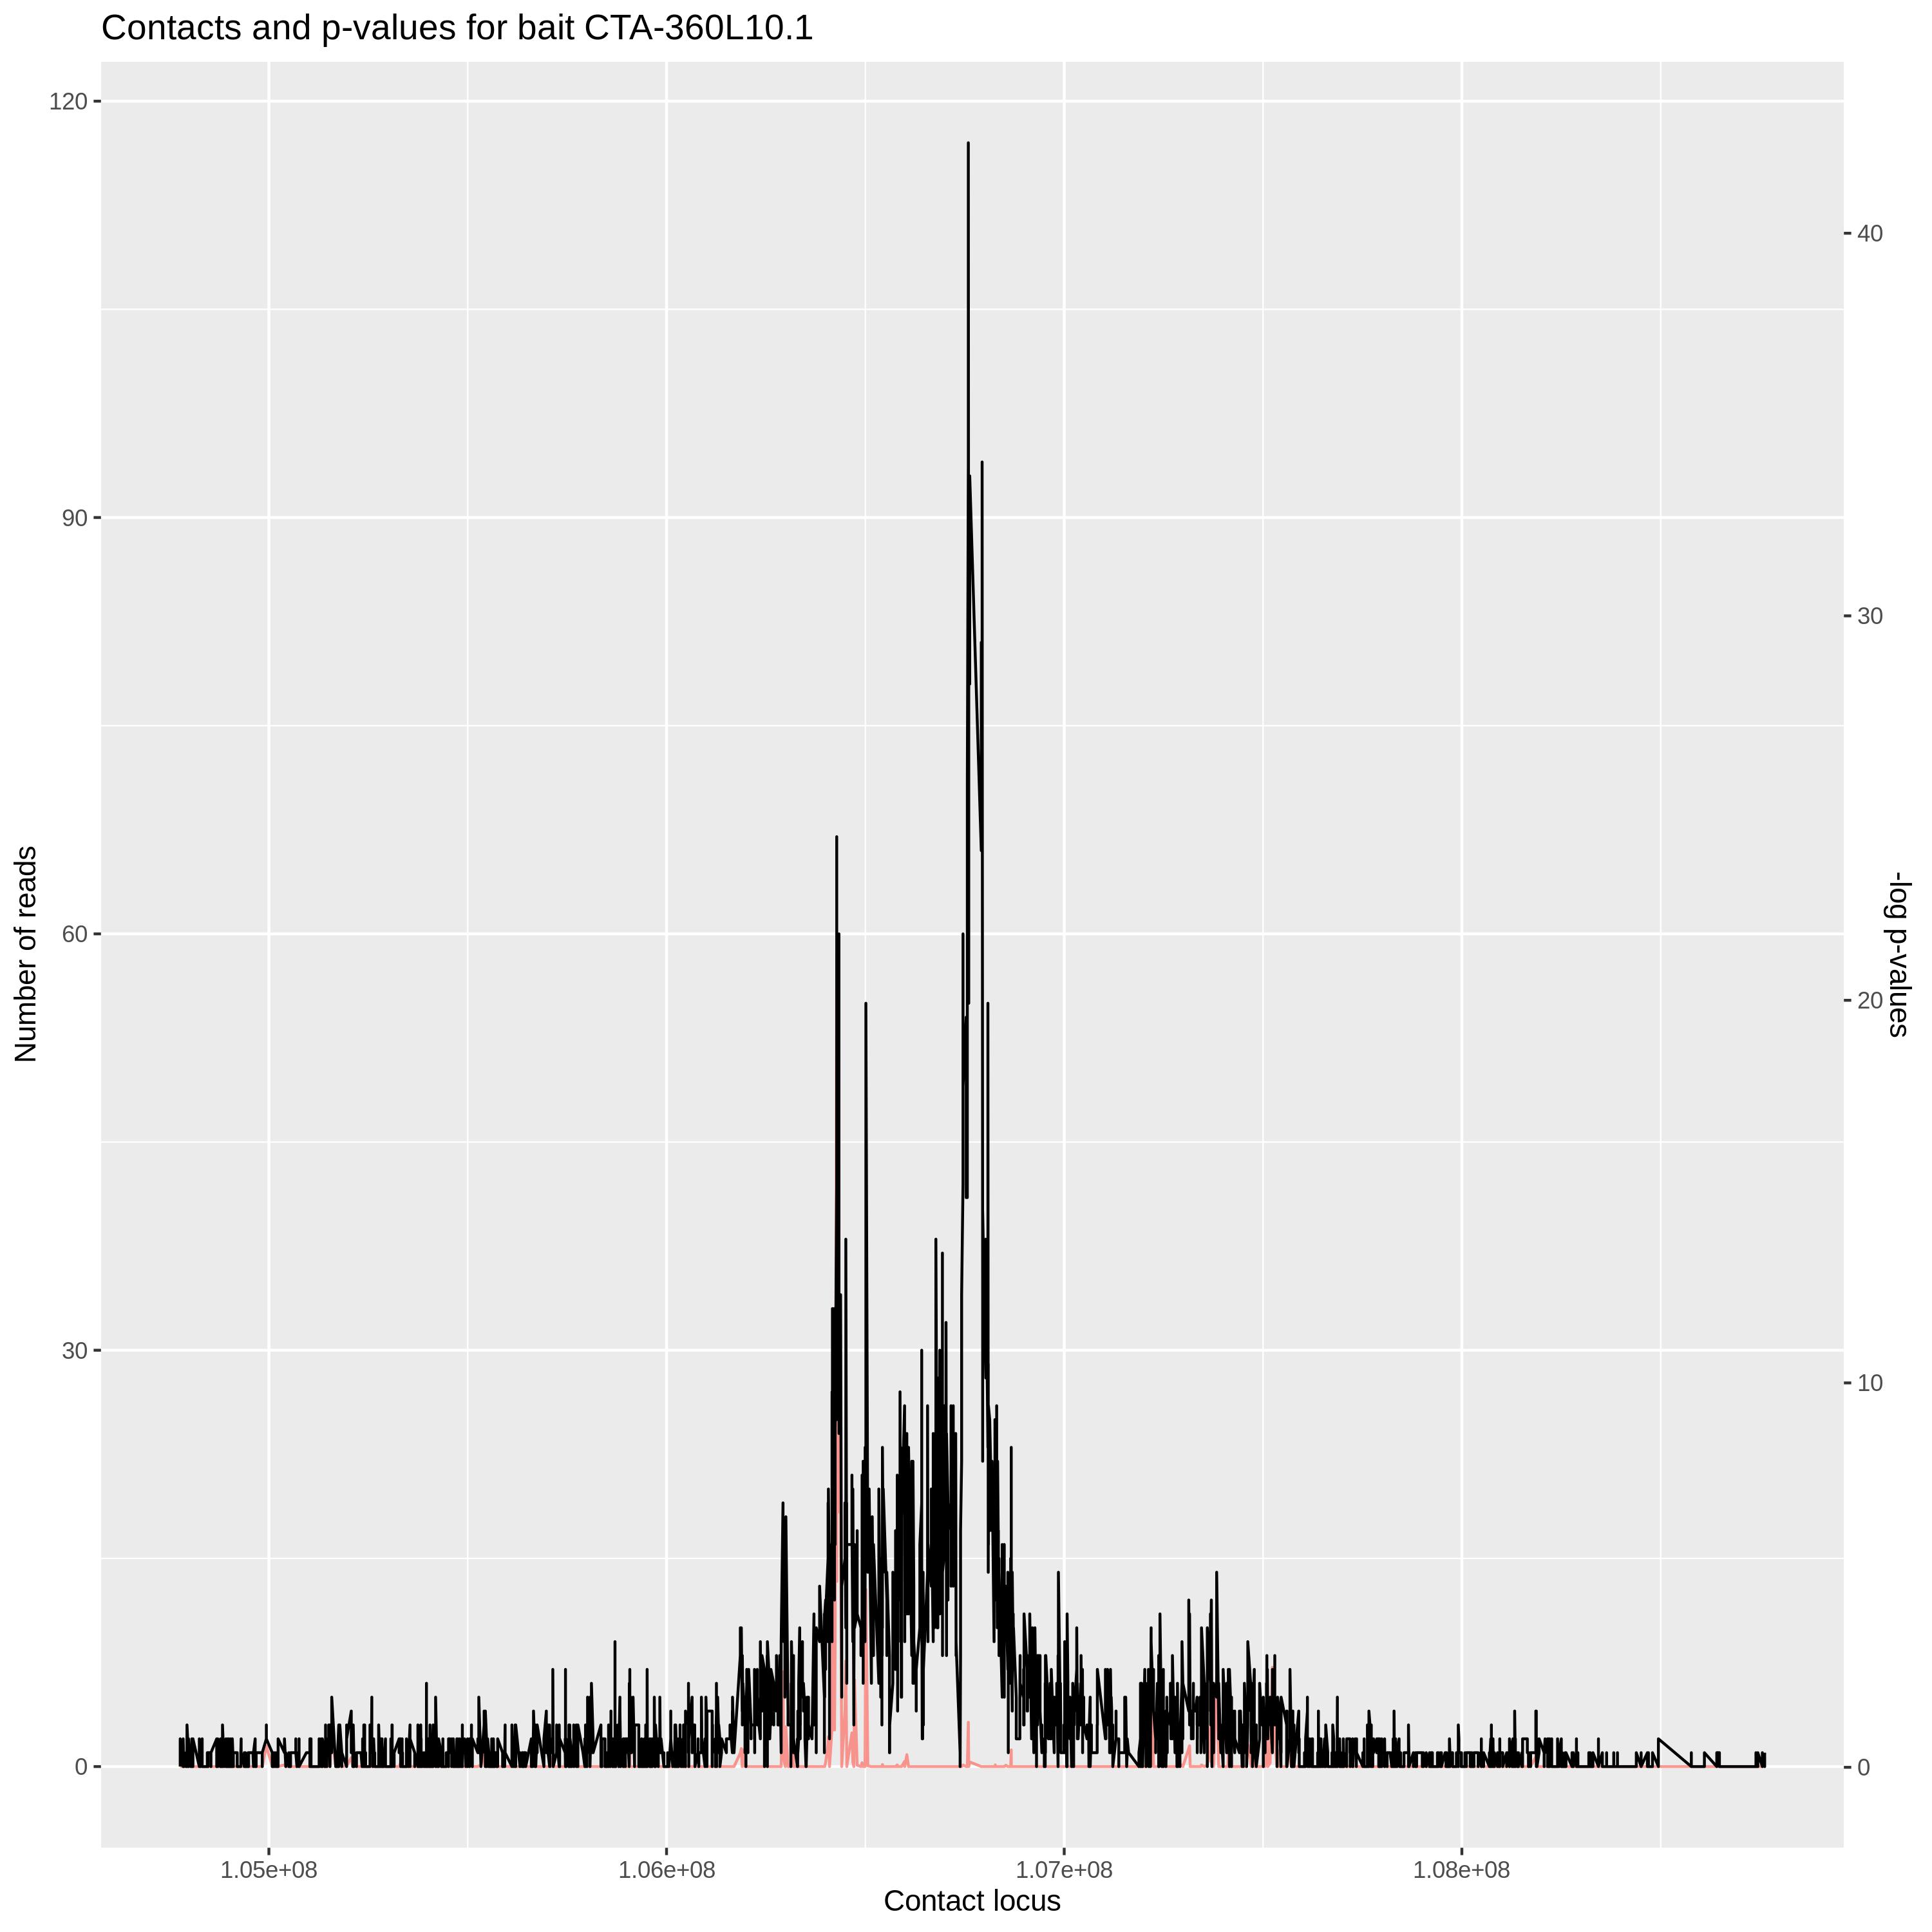 Contacts and p-values for bait CTA-360L10.1
120
90
60
30
0
Number of reads
40
30
20
10
0
-log p-values
1.05e+08 1.06e+08 1.07e+08 1.08e+08
Contact locus